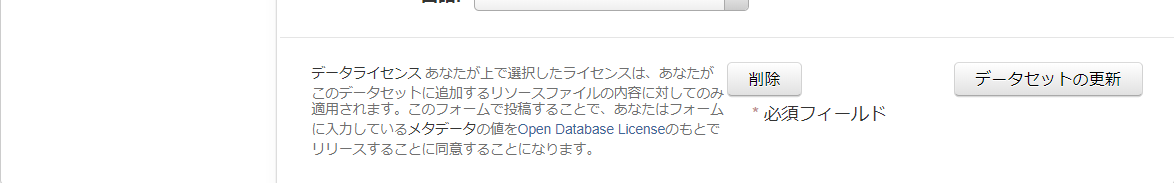 データライセンス あなたが上で選択したライセンスは、あなたが
このデータセットに追加するリソースファイルの内容に対してのみ
適用されます。このフォームで投稿することで、あなたはフォーム
に入力しているメタデータの値をOpen Database Licenseのもとで
リリースすることに同意することになります。
削除
* 必須フィールド
データセットの更新